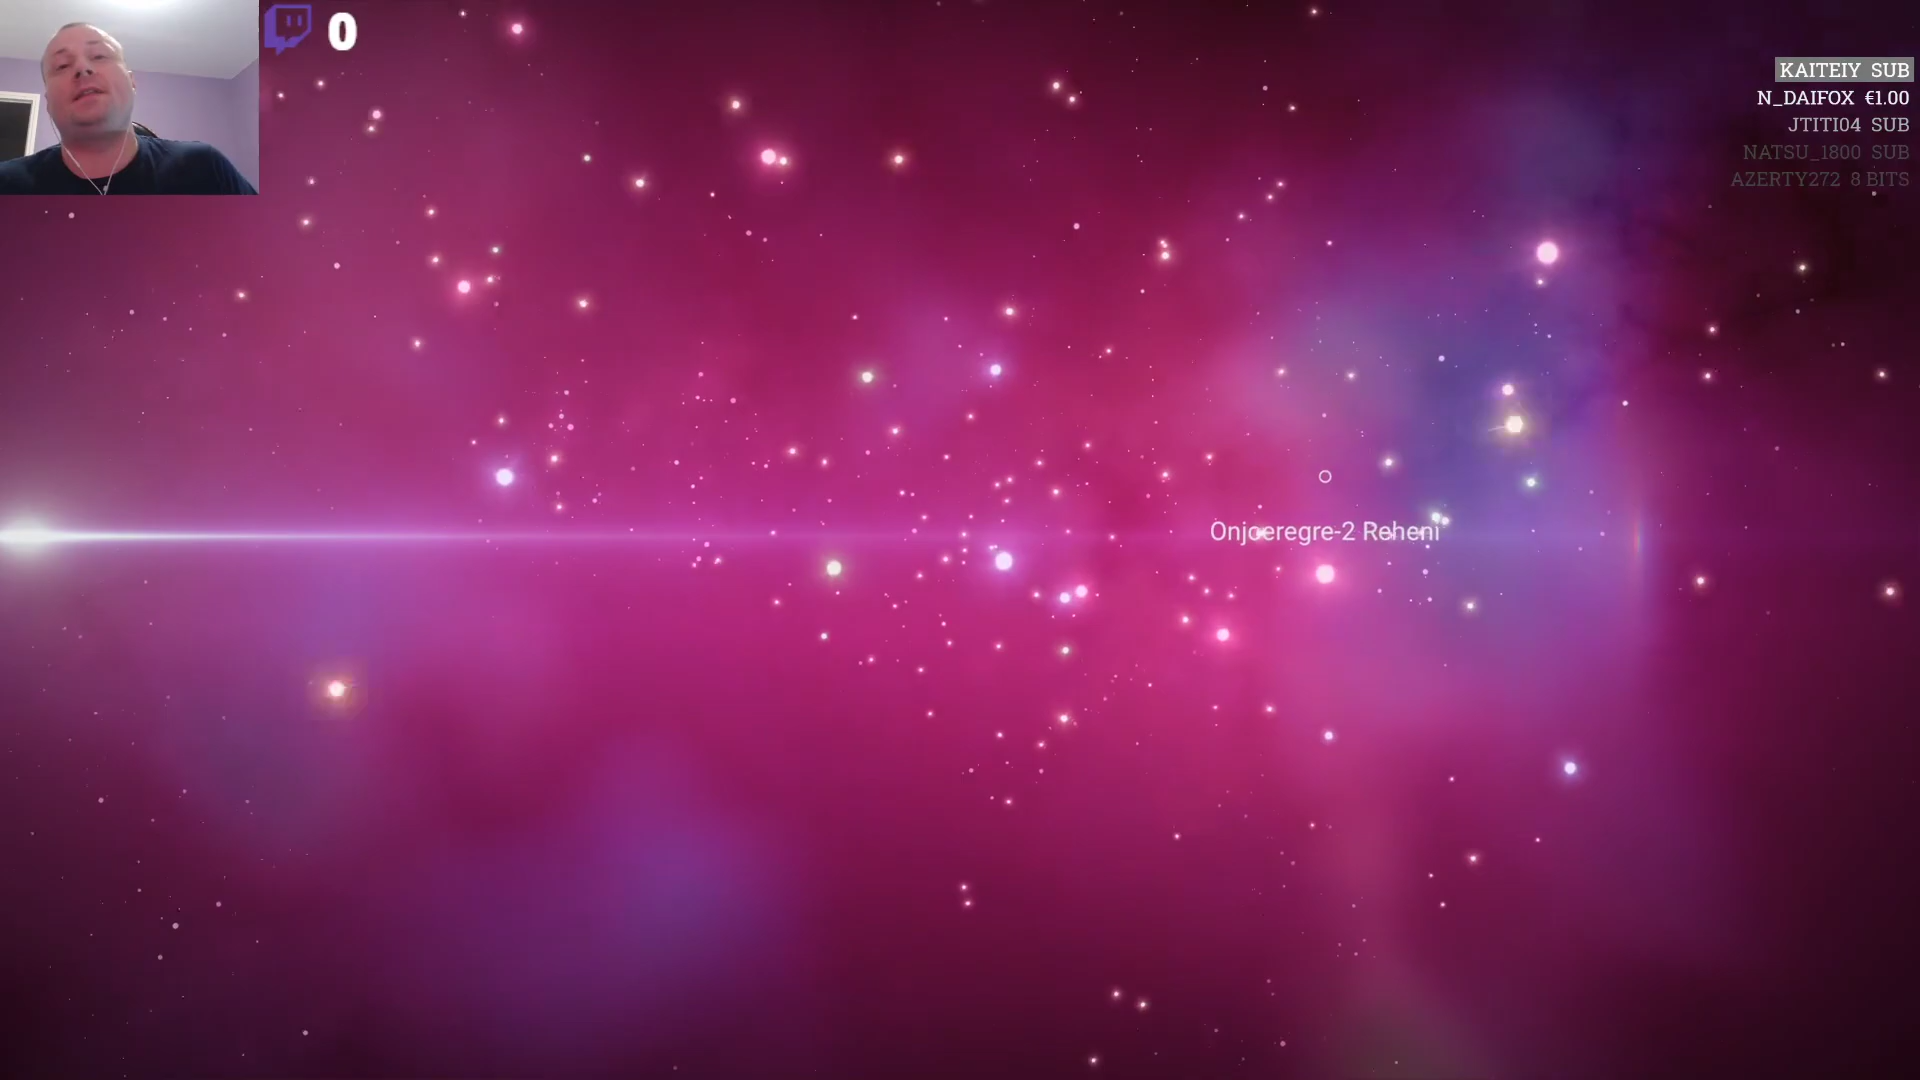 0
KAITEIY SUB
N_DAIFOX €1.00
JTITI04 SUB
NATSU_1800 SUB
AZERTY272 8 BITS
Onjoeregre-2 Reheni